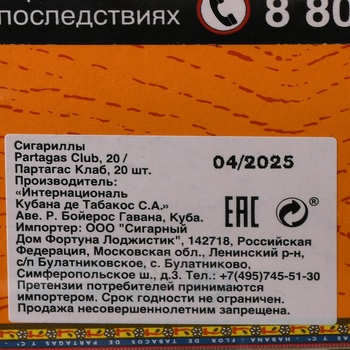 последствиях
8 80
Сигариллы
Partagas Club, 20 /
Партагас Клаб, 20 шт.
04/2025
Производитель:
«Интернациональ
Кубана де Табакос С.А.»
Аве. Р. Бойерос Гавана, Куба.
EAC
Импортер: ООО "Сигарный
Дом Фортуна Лоджистик", 142718, Российская
Федерация, Московская обл., Ленинский р-н,
с/п Булатниковское, с. Булатниково,
Симферопольское ш., д.3. Тел.: +7(495)745-51-30
Претензии потребителей принимаются
импортером. Срок годности не ограничен.
Продажа несовершеннолетним запрещена.